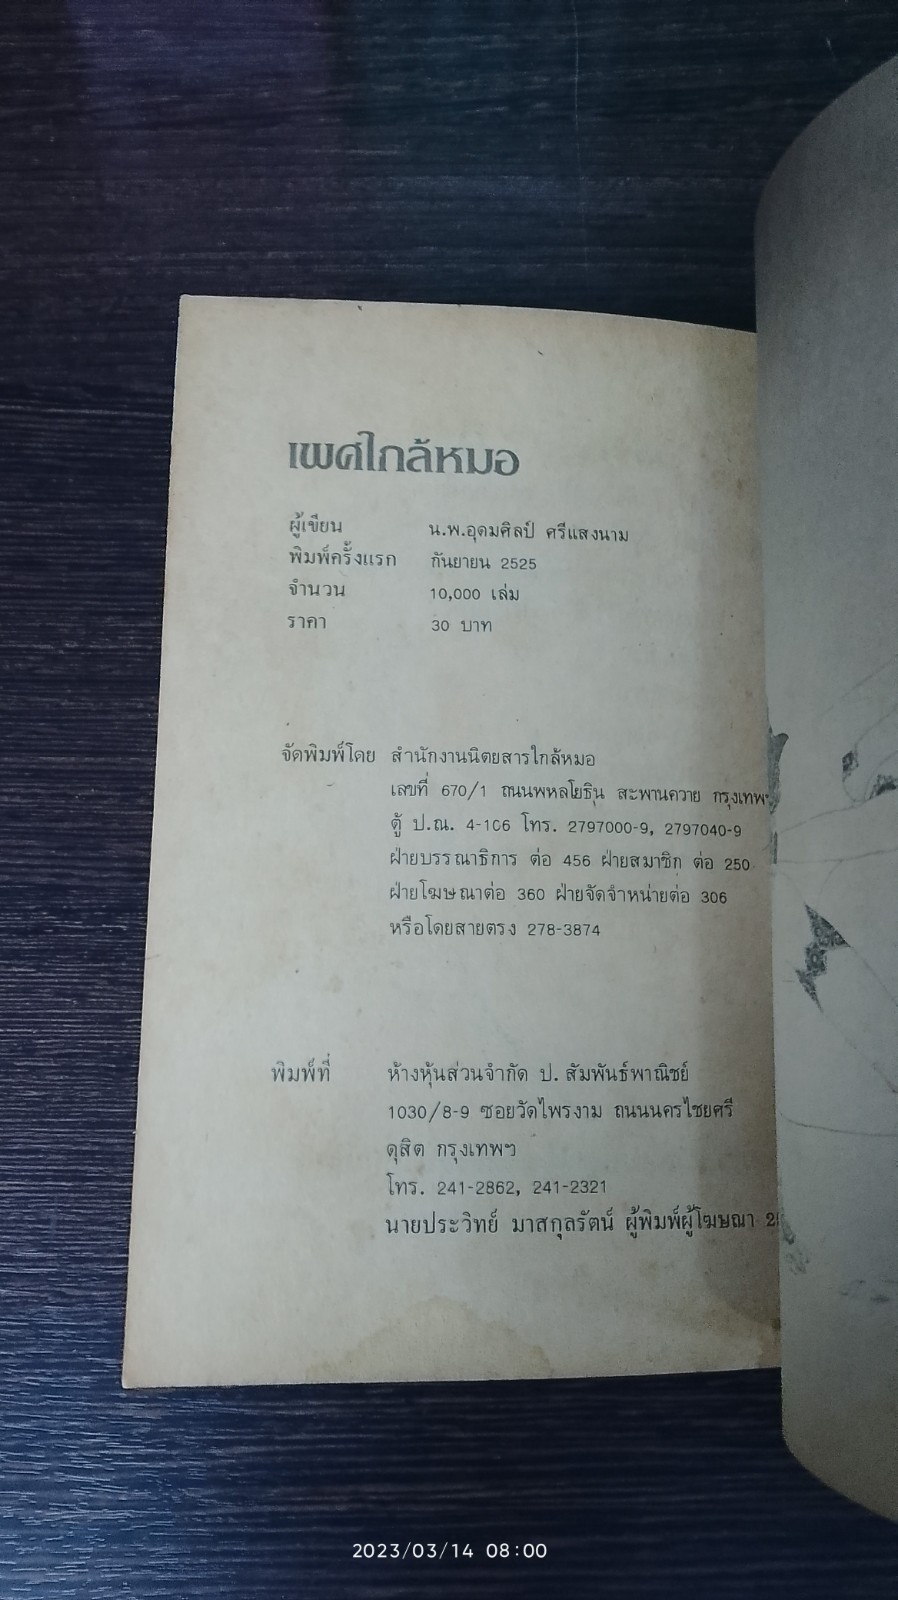 เพศใกล้หมอ
ผู้เขียน น.พ.อุดมศิลป์ ศรีแสงนาม
พิมพ์ครั้งแรก กันยายน 2525
จำนวน 10,000 เล่ม
ราคา 30 บาท
จัดพิมพ์โดย สำนักงานนิตยสารใกล้หมอ
เลขที่ 670/1 ถนนพหลโยธิน สะพานควาย กรุงเทพฯ
ตู้ ป.ณ. 4-106 โทร. 2797000-9, 2797040-9
ฝ่ายบรรณาธิการ ต่อ 456 ฝ่ายสมาชิก ต่อ 250
ฝ่ายโฆษณาต่อ 360 ฝ่ายจัดจำหน่ายต่อ 306
หรือโดยสายตรง 278-3874
พิมพ์ที่ ห้างหุ้นส่วนจำกัด ป. สัมพันธ์พาณิชย์
1030/8-9 ซอยวัดไพรงาม ถนนนครไชยศรี
ดุสิต กรุงเทพฯ
โทร. 241-2862, 241-2321
นายประวิทย์ มาสกุลรัตน์ ผู้พิมพ์ผู้โฆษณา
2023/03/14 08:00